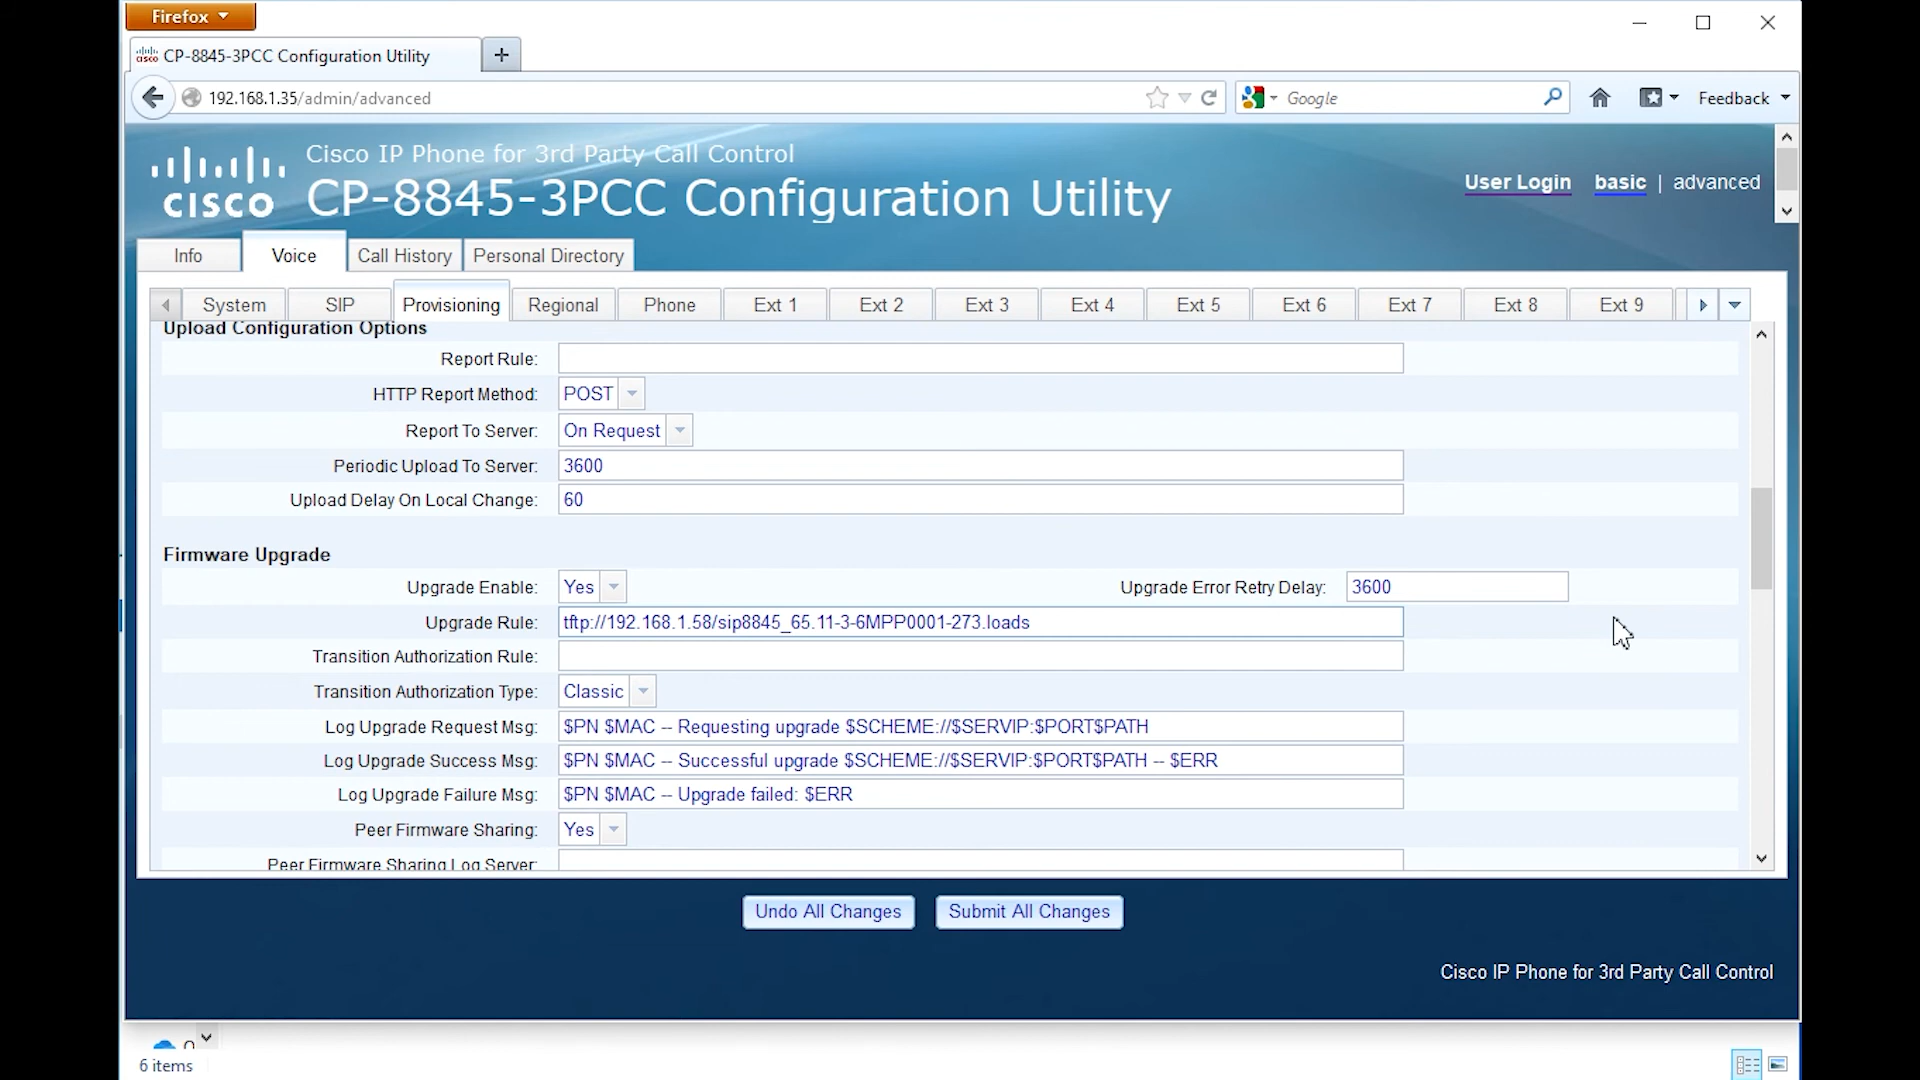 Firefox
CP-8845-3PCC Configuration Utility
192.168.1.35/admin/advanced
Google
Feedback
Cisco IP Phone for 3rd Party Call Control
CISCO
CP-8845-3PCC Configuration Utility
User Login basic | advanced
Info Voice Call History Personal Directory
System SIP Provisioning Regional Phone Ext 1 Ext 2 Ext 3 Ext 4 Ext 5 Ext 6 Ext 7 Ext 8 Ext 9
Upload Configuration Options
Report Rule:
HTTP Report Method: POST
Report To Server: On Request
Periodic Upload To Server: 3600
Upload Delay On Local Change: 60
Firmware Upgrade
Upgrade Enable: Yes Upgrade Error Retry Delay: 3600
Upgrade Rule: tftp://192.168.1.58/sip8845_65.11-3-6MPP0001-273.loads
Transition Authorization Rule:
Transition Authorization Type: Classic
Log Upgrade Request Msg: $PN $MAC -- Requesting upgrade $SCHEME://$SERVIP:$PORT$PATH
Log Upgrade Success Msg: $PN $MAC -- Successful upgrade $SCHEME://$SERVIP:$PORT$PATH -- $ERR
Log Upgrade Failure Msg: $PN $MAC -- Upgrade failed: $ERR
Peer Firmware Sharing: Yes
Peer Firmware Sharing Log Server:
Undo All Changes Submit All Changes
Cisco IP Phone for 3rd Party Call Control
6 items